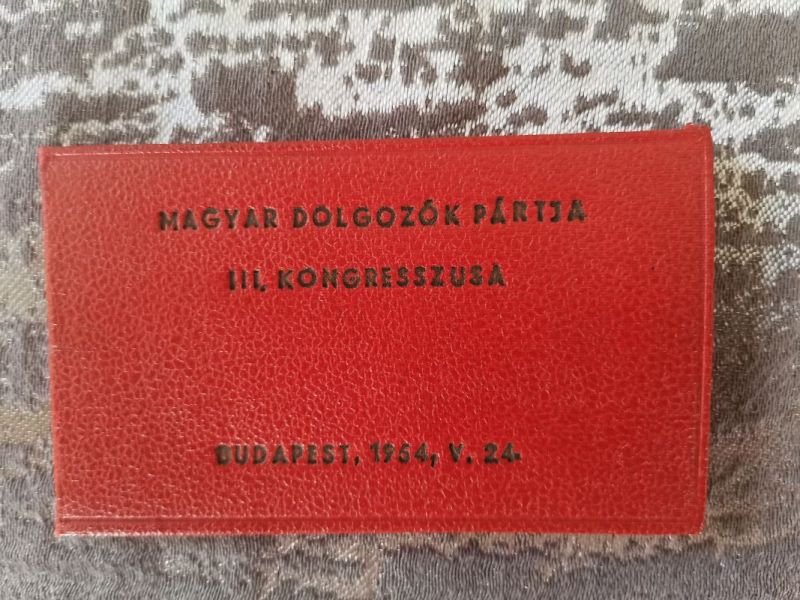 MAGYAR DOLGOZÓK PÁRTJA
III. KONGRESSZUSA
BUDAPEST, 1954, V. 24.